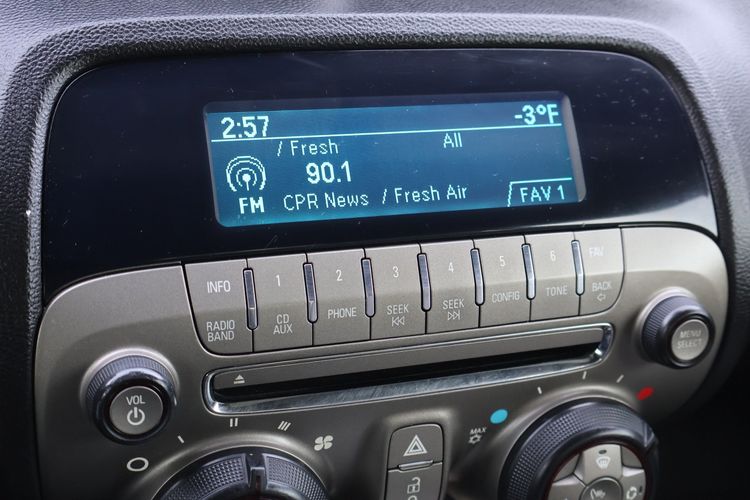 2:57 -3°F
/ Fresh All
90.1
FM CPR News / Fresh Air FAV 1
INFO 1 2 3 4 5 6 FAV
RADIO BAND CD AUX PHONE SEEK SEEK CONFIG TONE BACK
MENU SELECT
VOL
MAX